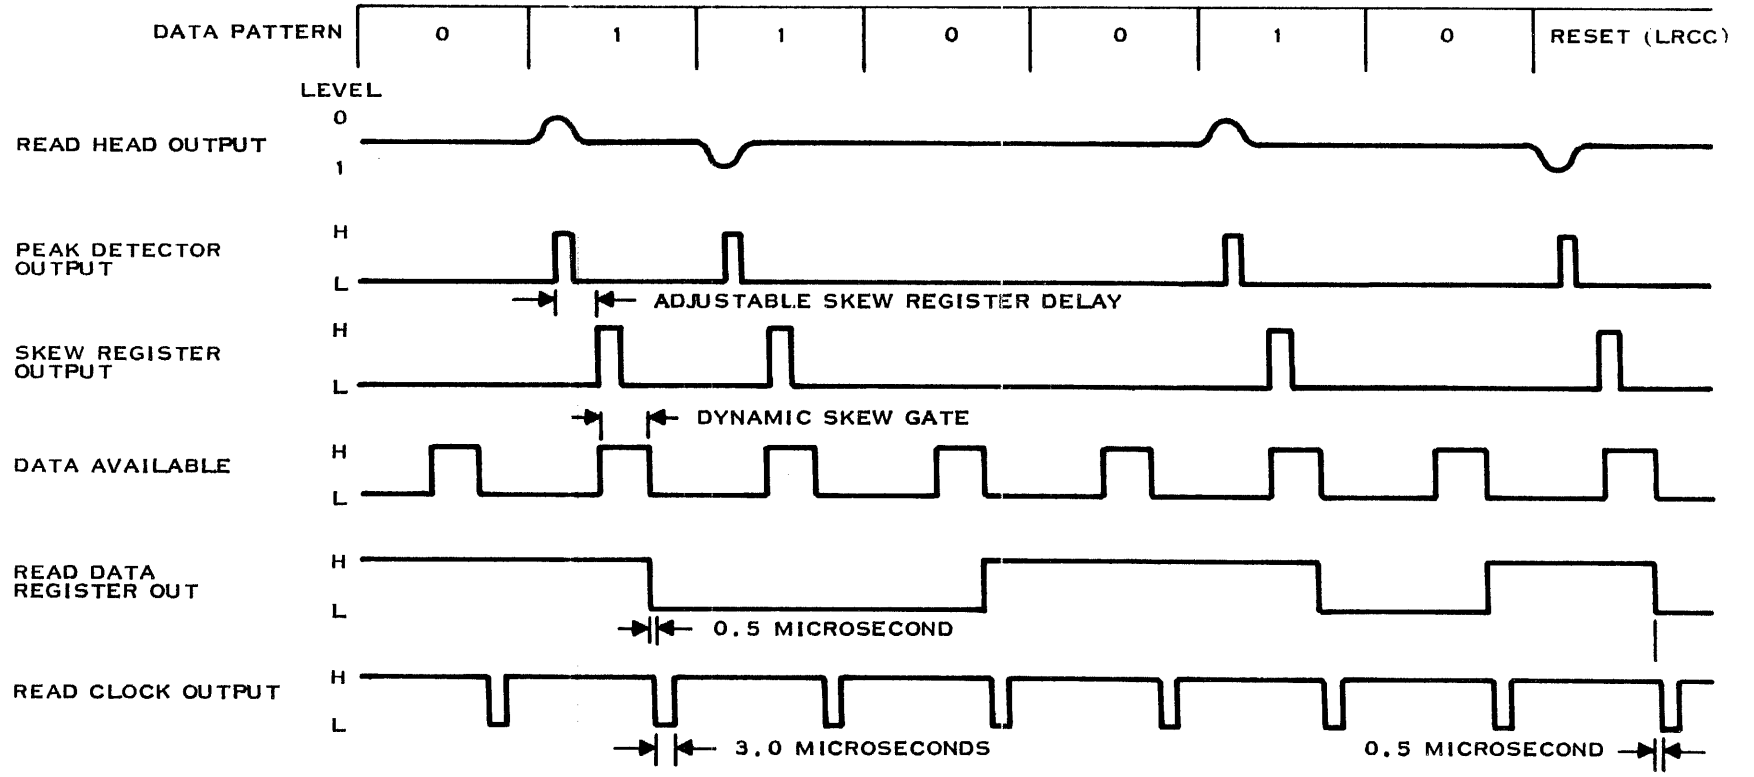 DATA PATTERN 0 1 1 0 0 1 0 RESET (LRCC)
LEVEL
0
READ HEAD OUTPUT
1
H
PEAK DETECTOR
OUTPUT
L
ADJUSTABLE SKEW REGISTER DELAY
H
SKEW REGISTER
OUTPUT
L
DYNAMIC SKEW GATE
H
DATA AVAILABLE
L
H
READ DATA
REGISTER OUT
L
0.5 MICROSECOND
H
READ CLOCK OUTPUT
L
3.0 MICROSECONDS 0.5 MICROSECOND